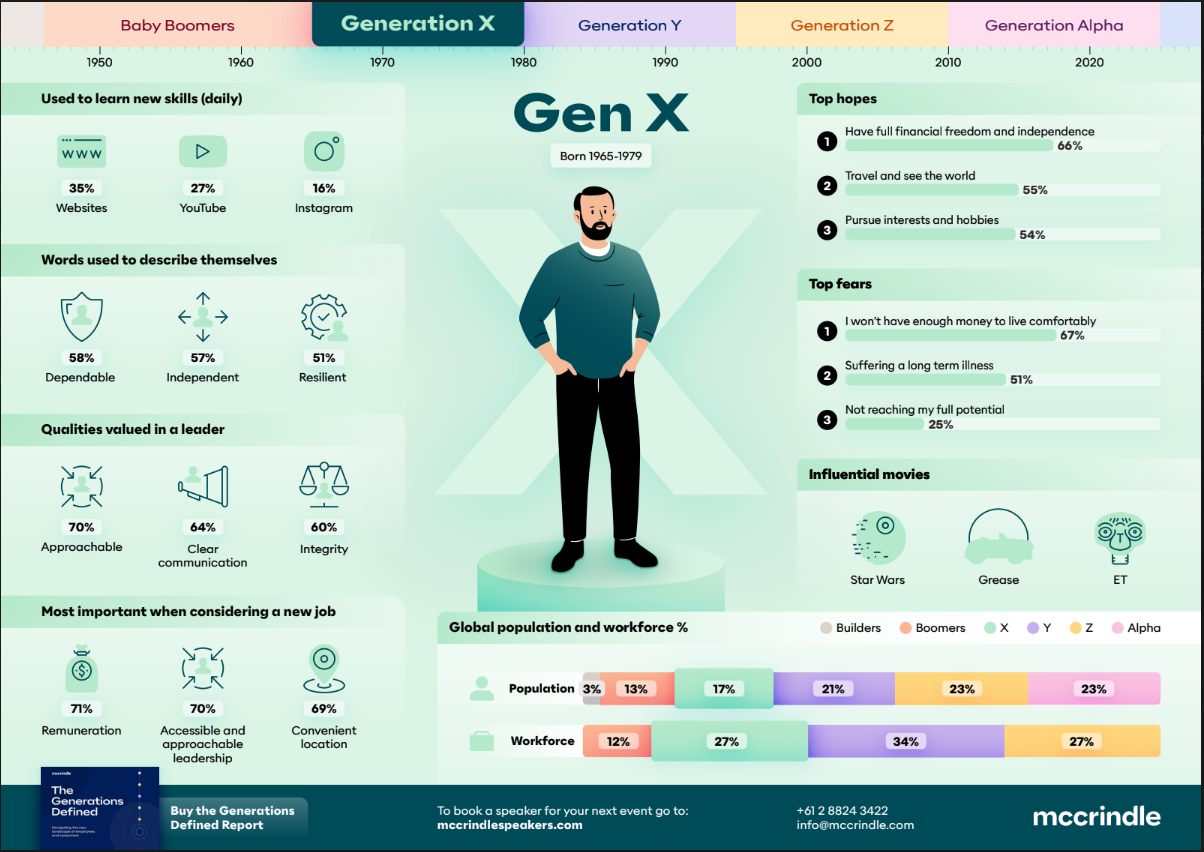 Baby Boomers
Generation X
Generation Y
Generation Z
Generation Alpha
1950
1960
1970
1980
1990
2000
2010
2020
Used to learn new skills (daily)
WWW
35%
Websites
27%
YouTube
16%
Instagram
Words used to describe themselves
58%
Dependable
57%
Independent
51%
Resilient
Qualities valued in a leader
70%
Approachable
64%
Clear
communication
60%
Integrity
Most important when considering a new job
$
71%
Remuneration
70%
Accessible and
approachable
leadership
69%
Convenient
location
Gen X
Born 1965-1979
X
Top hopes
1
Have full financial freedom and independence
66%
2
Travel and see the world
55%
3
Pursue interests and hobbies
54%
Top fears
1
I won't have enough money to live comfortably
67%
2
Suffering a long term illness
51%
3
Not reaching my full potential
25%
Influential movies
Star Wars
Grease
ET
Global population and workforce %
Builders
Boomers
X
Y
Z
Alpha
Population
3%
13%
17%
21%
23%
23%
Workforce
12%
27%
34%
27%
mccrindle
The
Generations
Defined
Buy the Generations
Defined Report
To book a speaker for your next event go to:
mccrindlespeakers.com
+61 2 8824 3422
info@mccrindle.com
mccrindle